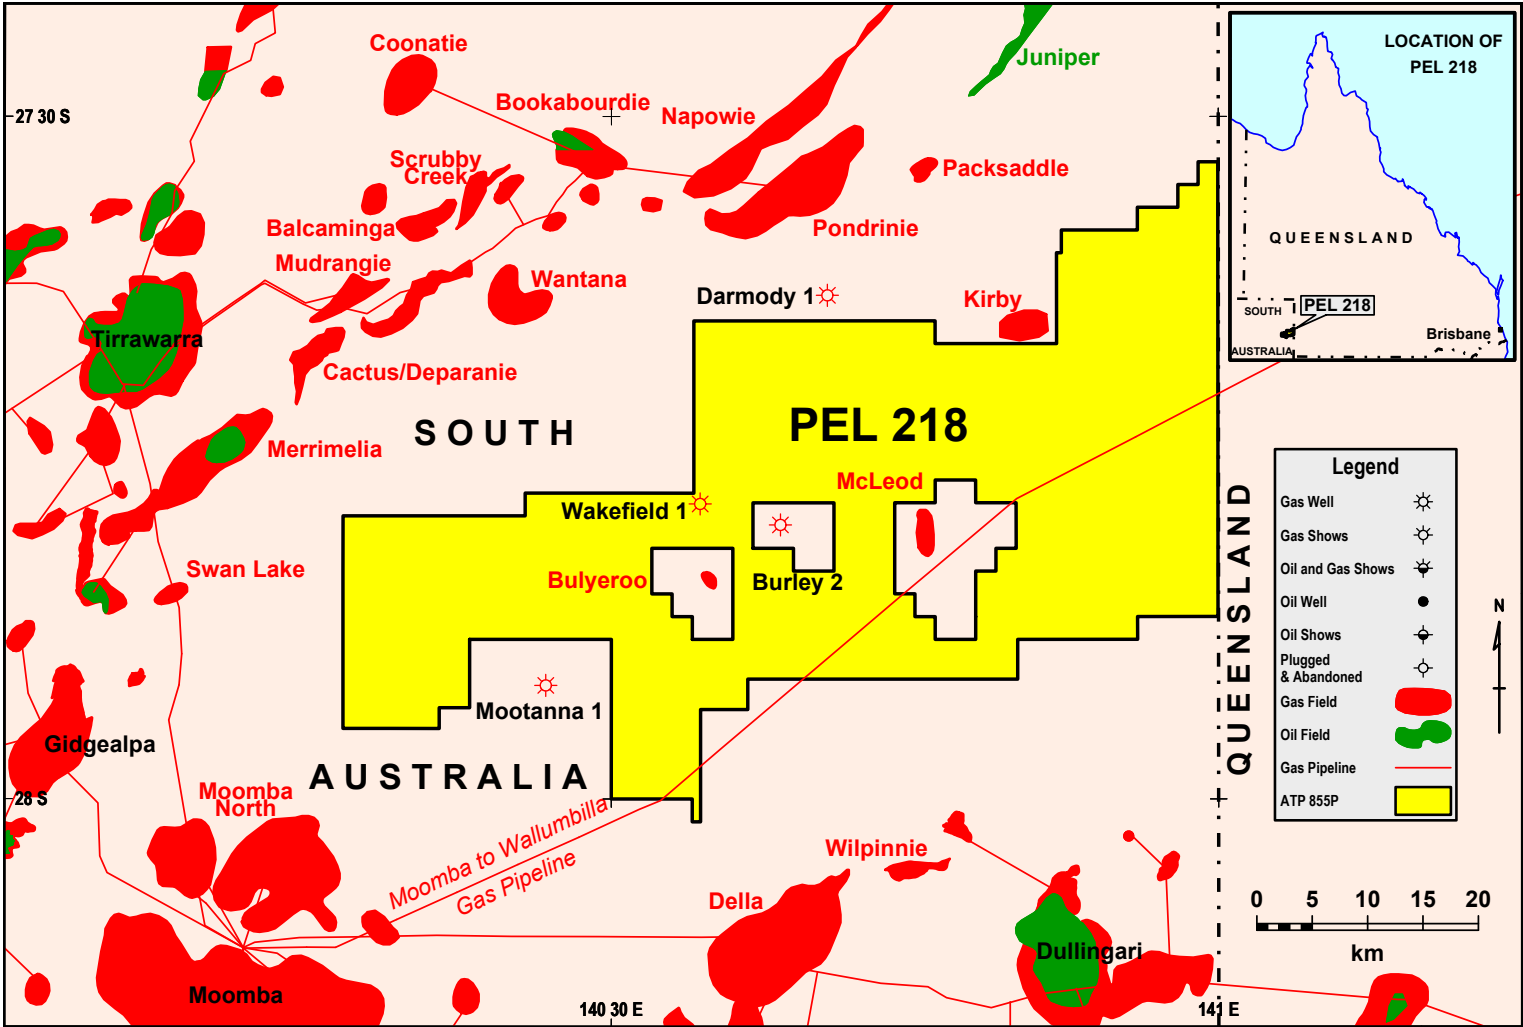 Coonatie
Juniper
27 30 S
Bookabourdie
Napowie
Scrubby
Creek
Packsaddle
Balcaminga
Pondrinie
Mudrangie
Wantana
Darmody 1
Kirby
Tirrawarra
Cactus/Deparanie
SOUTH
PEL 218
Merrimelia
McLeod
Wakefield 1
Swan Lake
Bulyeroo
Burley 2
QUEENSLAND
Mootanna 1
Gidgealpa
AUSTRALIA
Moomba
North
28 S
Moomba to Wallumbilla
Gas Pipeline
Wilpinnie
Della
Dullingari
Moomba
140 30 E
141 E
LOCATION OF
PEL 218
QUEENSLAND
SOUTH
PEL 218
AUSTRALIA
Brisbane
Legend
Gas Well
Gas Shows
Oil and Gas Shows
Oil Well
Oil Shows
Plugged
& Abandoned
Gas Field
Oil Field
Gas Pipeline
ATP 855P
N
0 5 10 20
km